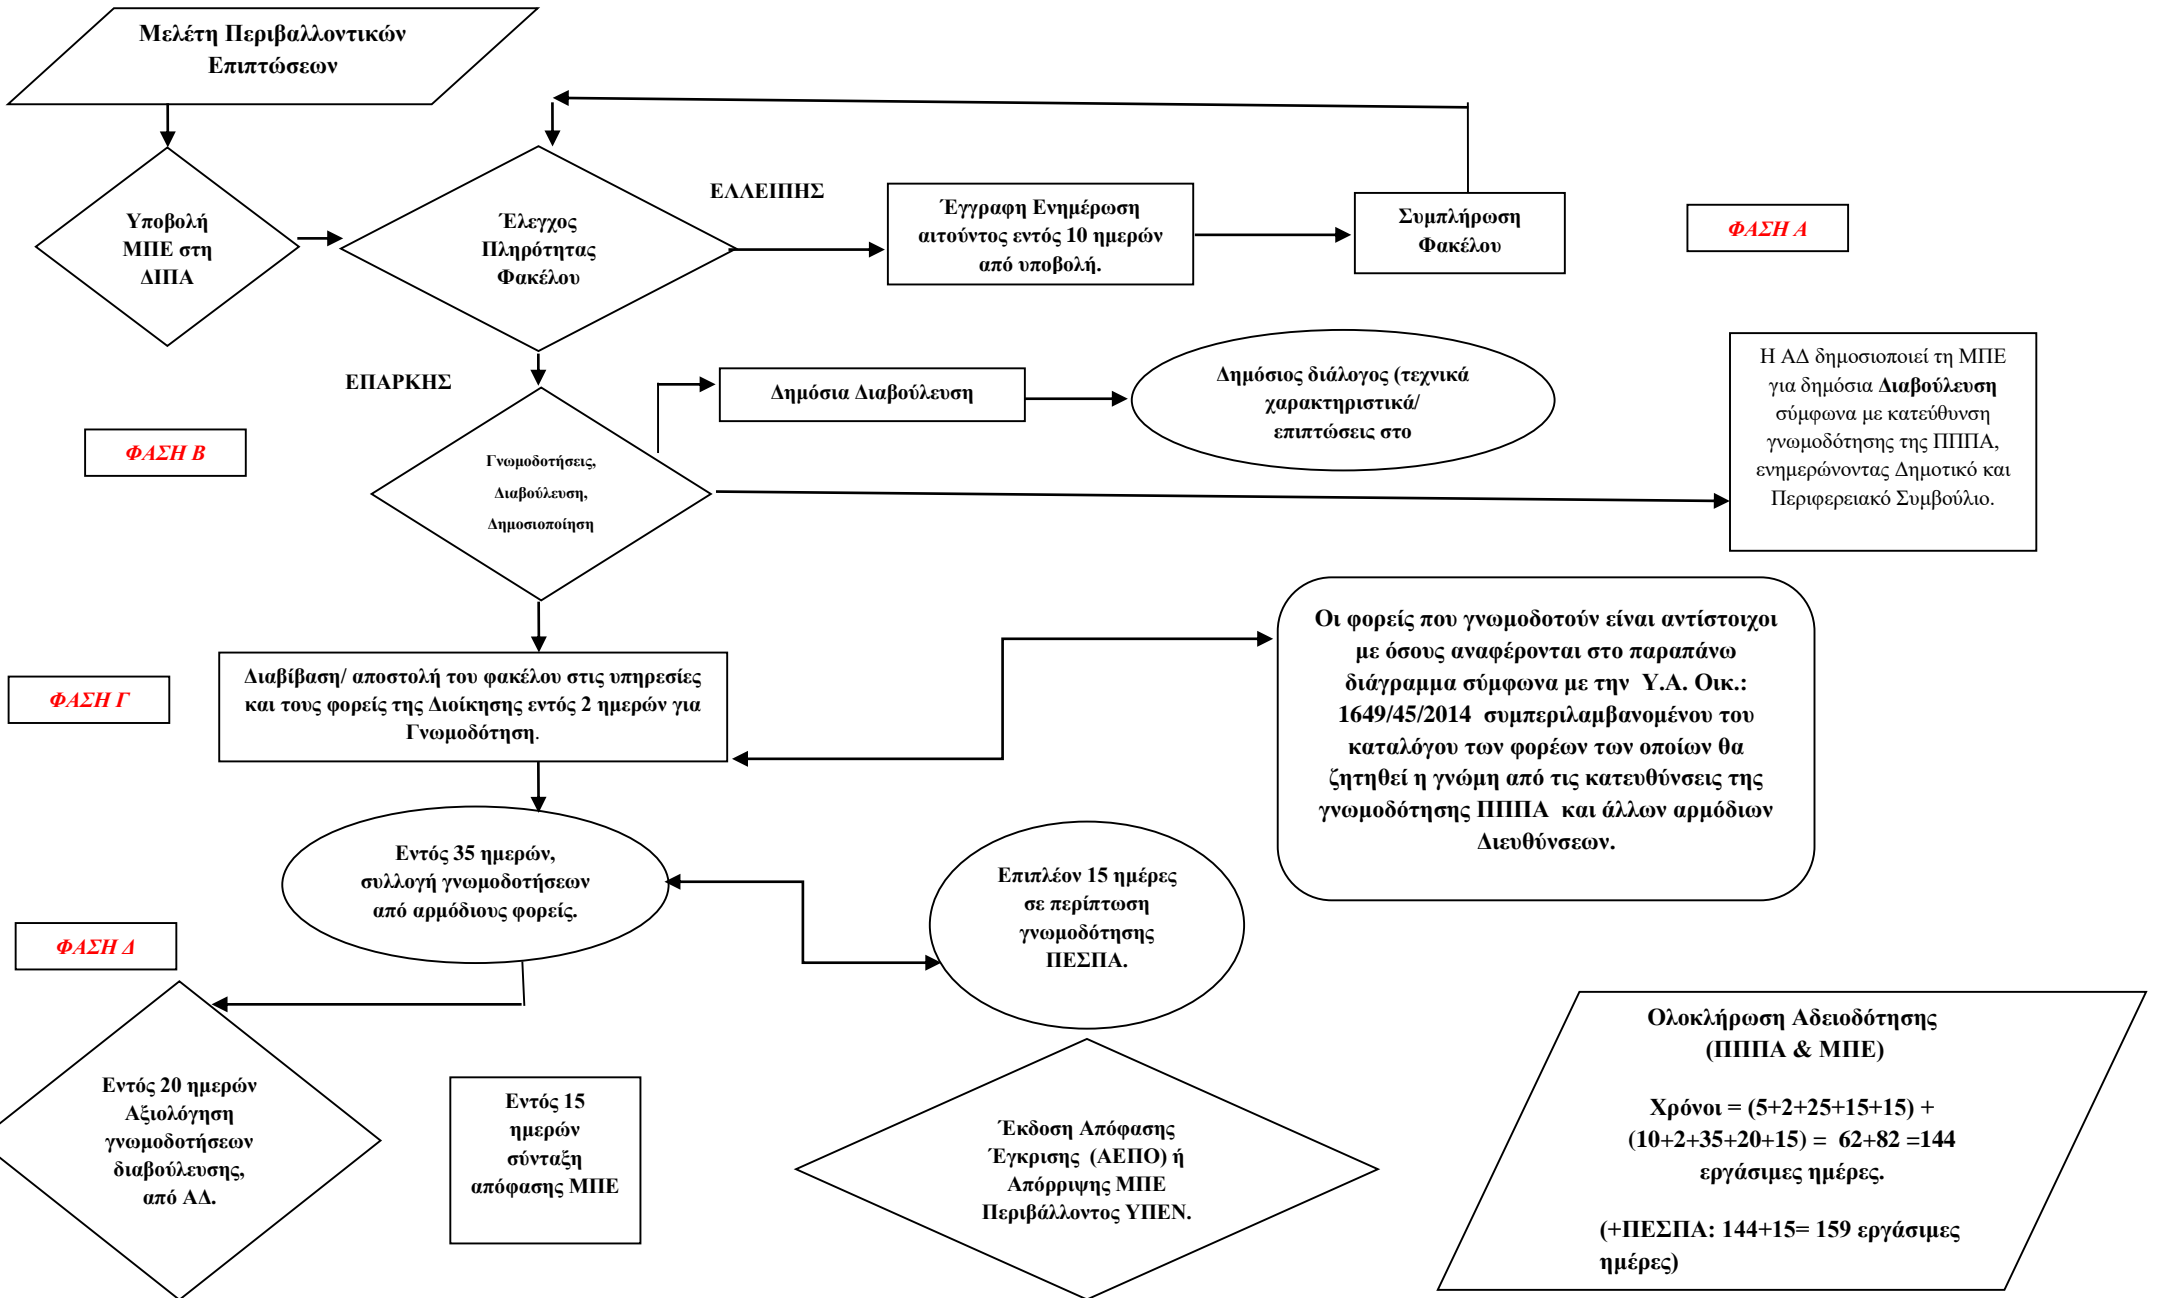 Μελέτη Περιβαλλοντικών
Επιπτώσεων
Υποβολή
ΜΠΕ στη
ΔΙΠΑ
Έλεγχος
Πληρότητας
Φακέλου
ΕΛΛΕΙΠΗΣ
Έγγραφη Ενημέρωση
αιτούντος εντός 10 ημερών
από υποβολή.
Συμπλήρωση
Φακέλου
ΦΑΣΗ Α
ΕΠΑΡΚΗΣ
Δημόσια Διαβούλευση
Δημόσιος διάλογος (τεχνικά
χαρακτηριστικά/
επιπτώσεις στο
Η ΑΔ δημοσιοποιεί τη ΜΠΕ
για δημόσια Διαβούλευση
σύμφωνα με κατεύθυνση
γνωμοδότησης της ΠΠΠΑ,
ενημερώνοντας Δημοτικό και
Περιφερειακό Συμβούλιο.
ΦΑΣΗ Β
Γνωμοδοτήσεις,
Διαβούλευση,
Δημοσιοποίηση
Οι φορείς που γνωμοδοτούν είναι αντίστοιχοι
με όσους αναφέρονται στο παραπάνω
διάγραμμα σύμφωνα με την Υ.Α. Οικ.:
1649/45/2014 συμπεριλαμβανομένου του
καταλόγου των φορέων των οποίων θα
ζητηθεί η γνώμη από τις κατευθύνσεις της
γνωμοδότησης ΠΠΠΑ και άλλων αρμόδιων
Διευθύνσεων.
ΦΑΣΗ Γ
Διαβίβαση/ αποστολή του φακέλου στις υπηρεσίες
και τους φορείς της Διοίκησης εντός 2 ημερών για
Γνωμοδότηση.
Εντός 35 ημερών,
συλλογή γνωμοδοτήσεων
από αρμόδιους φορείς.
Επιπλέον 15 ημέρες
σε περίπτωση
γνωμοδότησης
ΠΕΣΠΑ.
ΦΑΣΗ Δ
Εντός 20 ημερών
Αξιολόγηση
γνωμοδοτήσεων
διαβούλευσης,
από ΑΔ.
Εντός 15
ημερών
σύνταξη
απόφασης ΜΠΕ
Έκδοση Απόφασης
Έγκρισης (ΑΕΠΟ) ή
Απόρριψης ΜΠΕ
Περιβάλλοντος ΥΠΕΝ.
Ολοκλήρωση Αδειοδότησης
(ΠΠΠΑ & ΜΠΕ)
Χρόνοι = (5+2+25+15+15) +
(10+2+35+20+15) = 62+82 =144
εργάσιμες ημέρες.
(+ΠΕΣΠΑ: 144+15= 159 εργάσιμες
ημέρες)